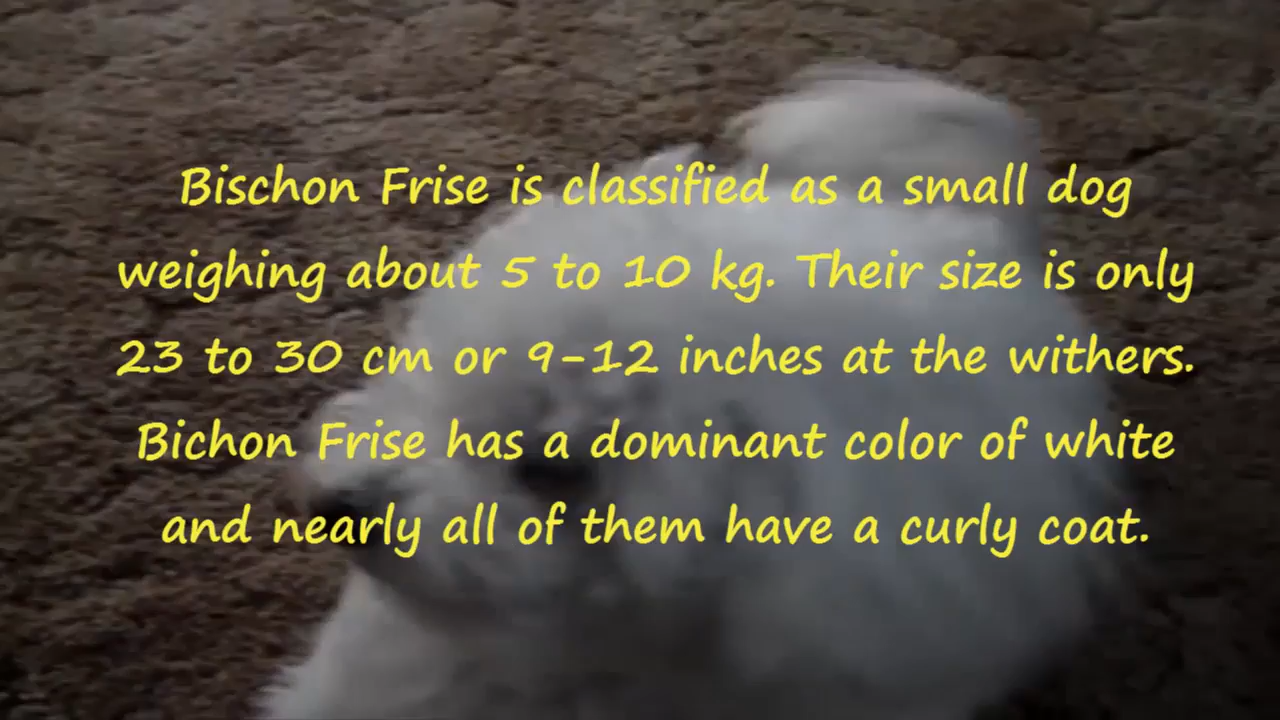 Bischon Frise is classified as a small dog
weighing about 5 to 10 kg. Their size is only
23 to 30 cm or 9-12 inches at the withers.
Bichon Frise has a dominant color of white
and nearly all of them have a curly coat.